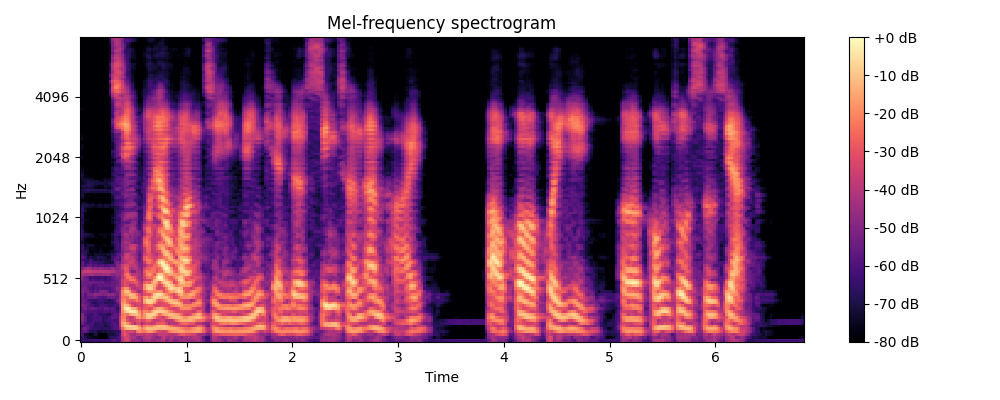 Mel-frequency spectrogram
Hz
4096
2048
1024
512
0
0 1 2 3 4 5 6
Time
+0 dB
-10 dB
-20 dB
-30 dB
-40 dB
-50 dB
-60 dB
-70 dB
-80 dB